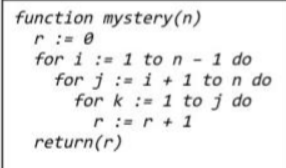 function mystery(n)
r := 0
for i := 1 to n - 1 do
for j := i + 1 to n do
for k := 1 to j do
r := r + 1
return(r)